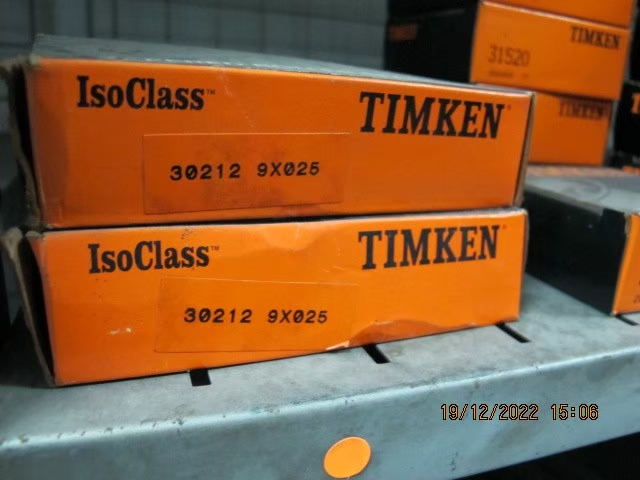 IsoClass™ TIMKEN
30212 9X025
IsoClass™ TIMKEN
30212 9X025
TIMKEN
31520
TIMKEN
19/12/2022 15:06